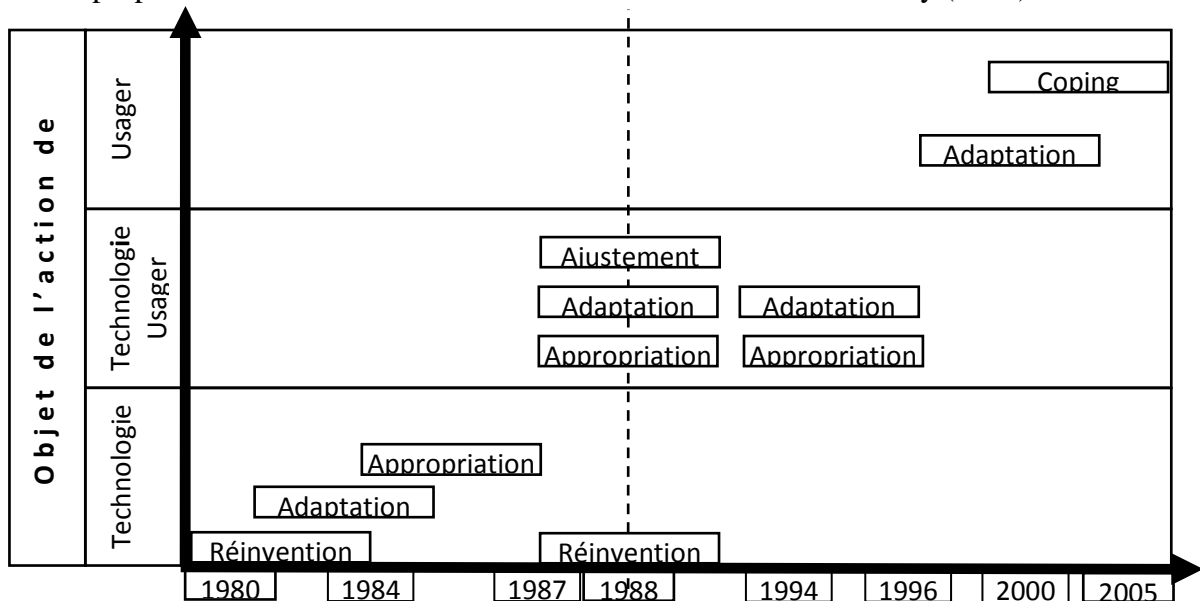 Objet de l'action de
Usager
Coping
Adaptation
Technologie
Usager
Ajustement
Adaptation Adaptation
Appropriation Appropriation
Technologie
Appropriation
Adaptation
Réinvention Réinvention
1980 1984 1987 1988 1994 1996 2000 2005